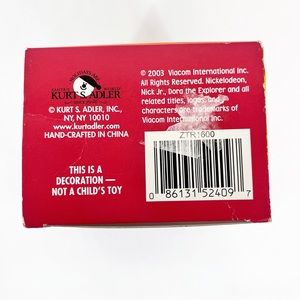 SANTA'S WORLD
KURT S. ADLER
© KURT S. ADLER, INC.,
NY, NY 10010
www.kurtadler.com
HAND-CRAFTED IN CHINA
THIS IS A
DECORATION —
NOT A CHILD'S TOY
© 2003 Viacom International Inc.
All Rights Reserved. Nickelodeon,
Nick Jr., Dora the Explorer and all
related titles, logos, and
characters are trademarks of
Viacom International Inc.
ZTR1600
0 86131 52409 7